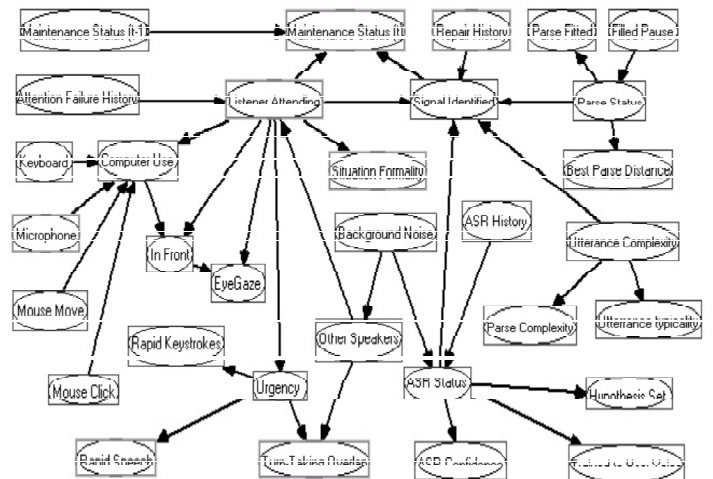 Maintenance Status (t-1)
Maintenance Status (t)
Repair History
Parse Fitted
Filled Pause
Attention Failure History
Listener Attending
Signal Identified
Parse Status
Keyboard
Computer Use
Situation Formality
Best Parse Distance
Microphone
In Front
EyeGaze
Background Noise
ASR History
Utterance Complexity
Mouse Move
Rapid Keystrokes
Other Speakers
Parse Complexity
Utterance typicality
Mouse Click
Urgency
ASR Status
Hypothesis Set
Rapid Speech
Turn-Taking Overlap
ASR Confidence